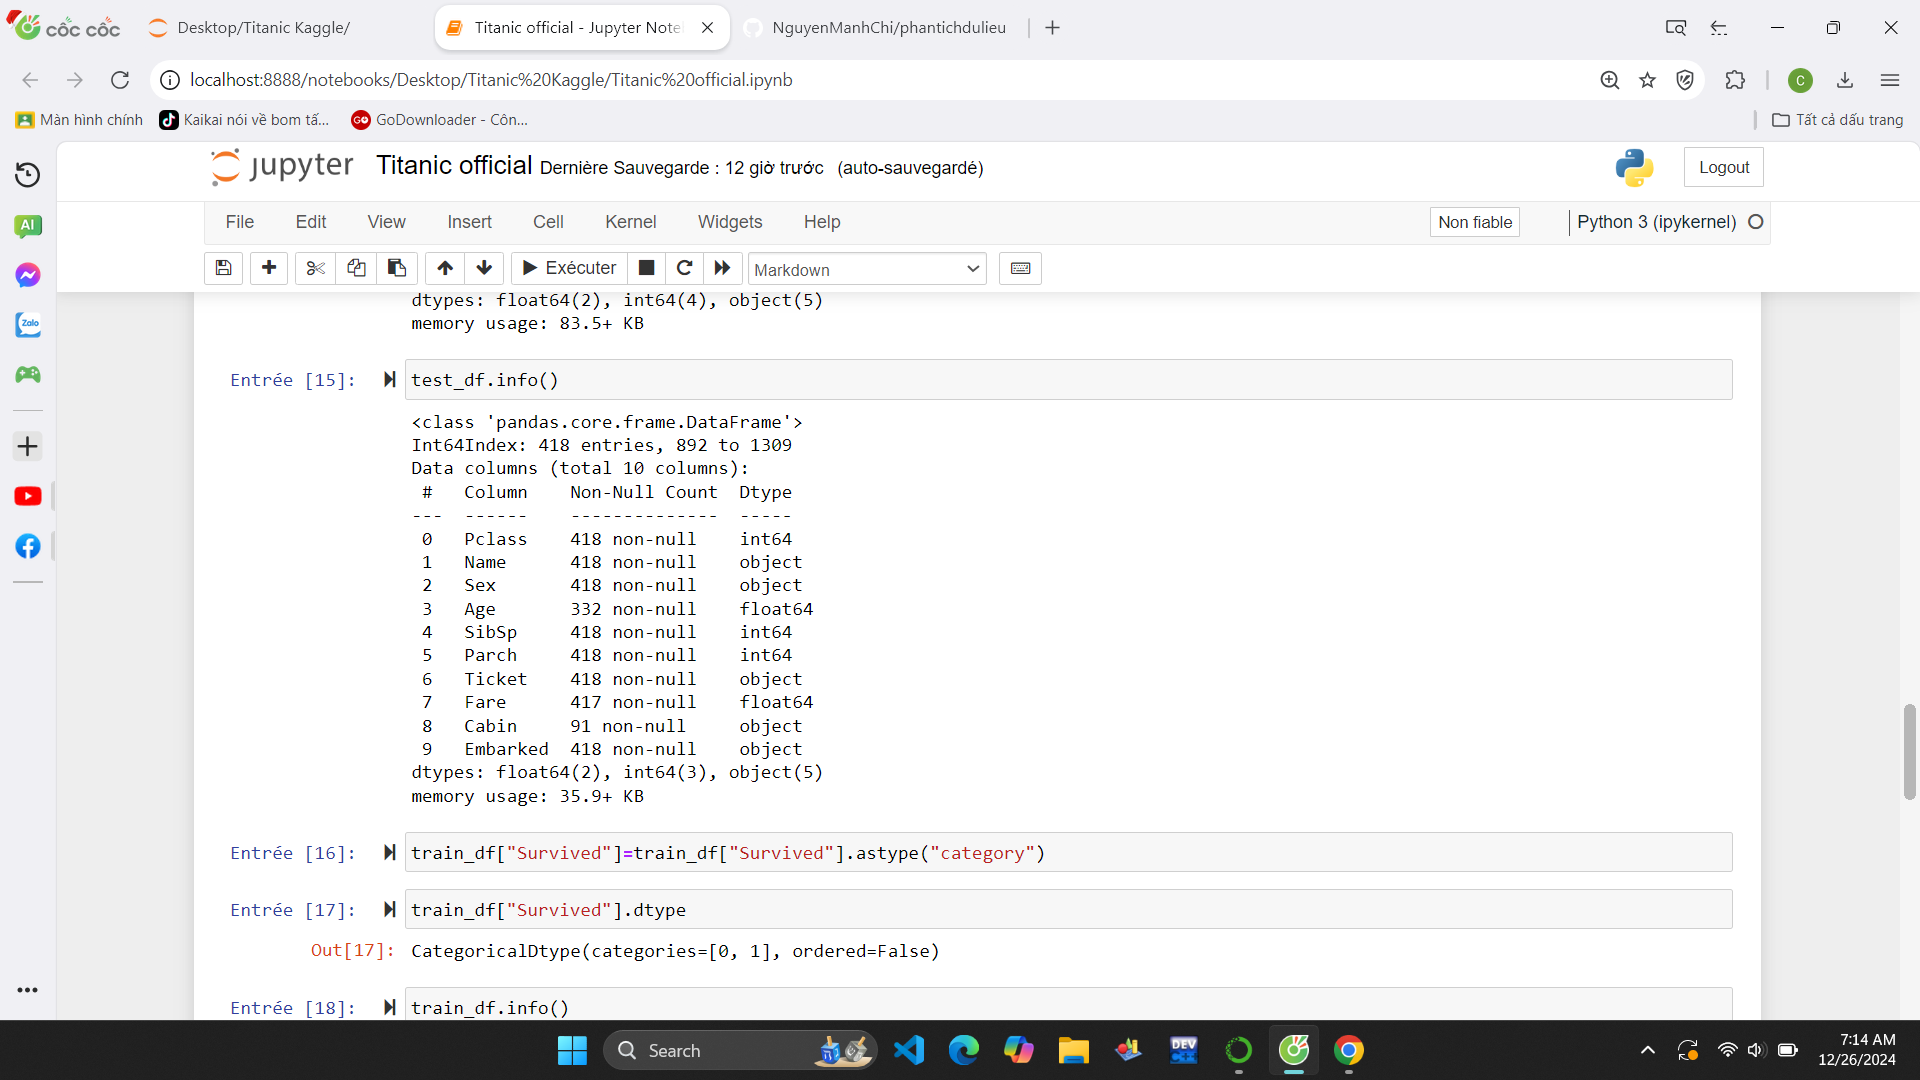 cốc cốc
Desktop/Titanic Kaggle/
Titanic official - Jupyter Note
NguyenManhChi/phantichdulieu
localhost:8888/notebooks/Desktop/Titanic%20Kaggle/Titanic%20official.ipynb
C
Màn hình chính
Kaikai nói về bom tấ...
GO GoDownloader - Côn...
Tất cả dấu trang
jupyter Titanic official Dernière Sauvegarde : 12 giờ trước (auto-sauvegardé)
Logout
AI
Zalo
File Edit View Insert Cell Kernel Widgets Help
Non fiable
Python 3 (ipykernel)
Exécuter
Markdown
dtypes: float64(2), int64(4), object(5)
memory usage: 83.5+ KB
Entrée [15]: test_df.info()
<class 'pandas.core.frame.DataFrame'>
Int64Index: 418 entries, 892 to 1309
Data columns (total 10 columns):
 #   Column    Non-Null Count  Dtype
---  ------    --------------  -----
 0   Pclass    418 non-null    int64
 1   Name      418 non-null    object
 2   Sex       418 non-null    object
 3   Age       332 non-null    float64
 4   SibSp     418 non-null    int64
 5   Parch     418 non-null    int64
 6   Ticket    418 non-null    object
 7   Fare      417 non-null    float64
 8   Cabin     91 non-null     object
 9   Embarked  418 non-null    object
dtypes: float64(2), int64(3), object(5)
memory usage: 35.9+ KB
Entrée [16]: train_df["Survived"]=train_df["Survived"].astype("category")
Entrée [17]: train_df["Survived"].dtype
Out[17]: CategoricalDtype(categories=[0, 1], ordered=False)
Entrée [18]: train_df.info()
Search
DEV C++
7:14 AM
12/26/2024